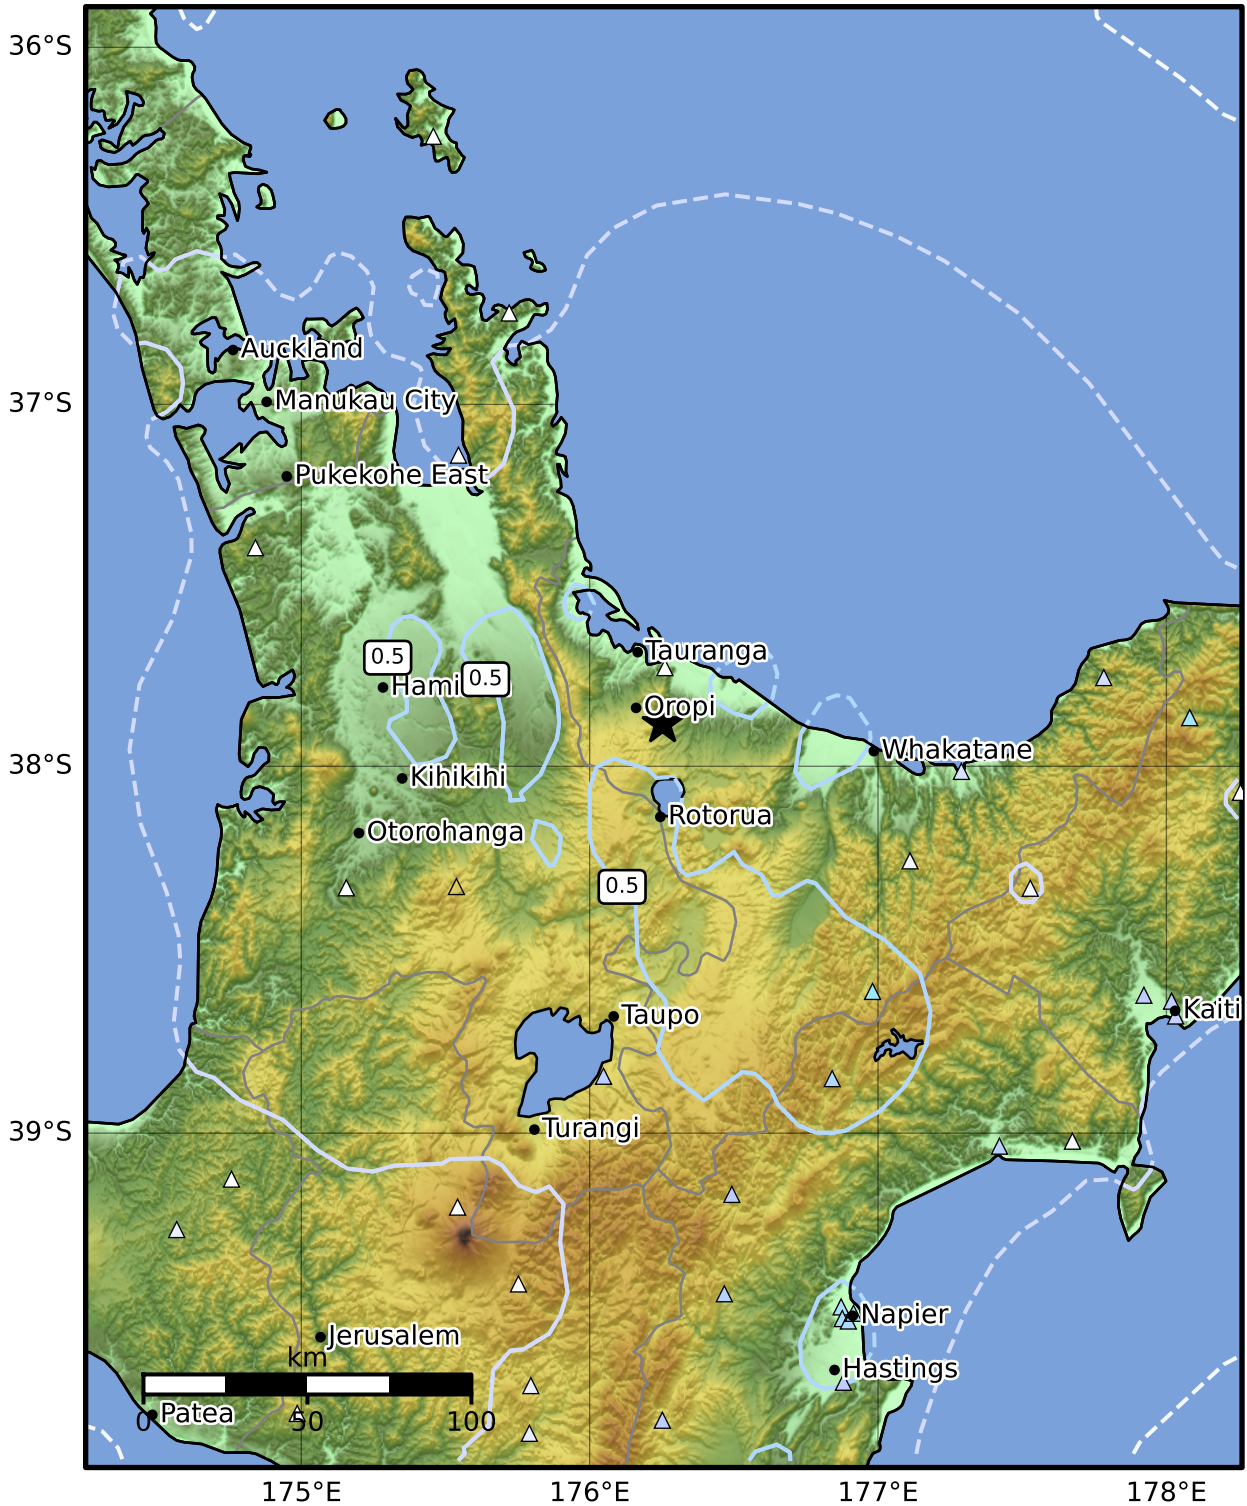 36°S
Auckland
37°S
Manukau City
Pukekohe East
0.5
Tauranga
0.5
Hami
Oropi
38°S
Whakatane
Kihikihi
Rotorua
Otorohanga
0.5
Taupo
Kaiti
39°S
Turangi
Napier
Jerusalem
km
Hastings
0 50 100
Patea
175°E 176°E 177°E 178°E